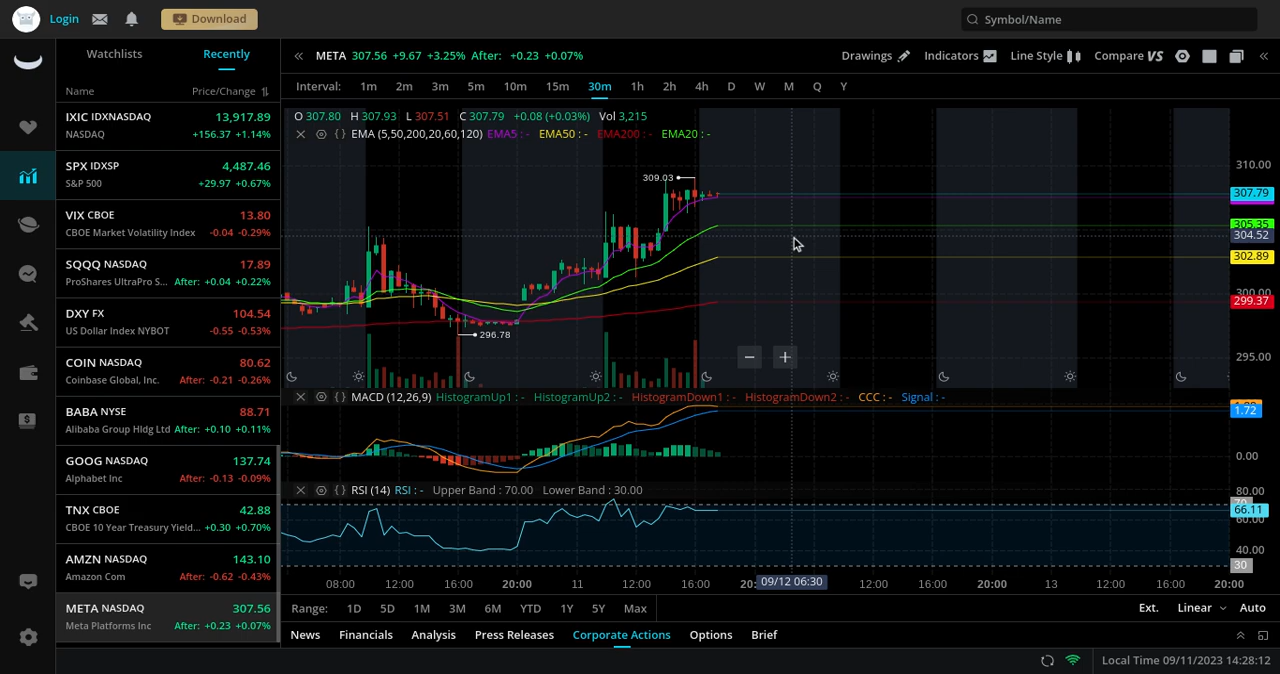 Login
Download
Symbol/Name
Watchlists
Recently
Name
Price/Change
IXIC IDXNASDAQ 13,917.89
NASDAQ +156.37 +1.14%
SPX IDXSP 4,487.46
S&P 500 +29.97 +0.67%
VIX CBOE 13.80
CBOE Market Volatility Index -0.04 -0.29%
SQQQ NASDAQ 17.89
ProShares UltraPro S... After: +0.04 +0.22%
DXY FX 104.54
US Dollar Index NYBOT -0.55 -0.53%
COIN NASDAQ 80.62
Coinbase Global, Inc. After: -0.21 -0.26%
BABA NYSE 88.71
Alibaba Group Hldg Ltd After: +0.10 +0.11%
GOOG NASDAQ 137.74
Alphabet Inc After: -0.13 -0.09%
TNX CBOE 42.88
CBOE 10 Year Treasury Yield... +0.30 +0.70%
AMZN NASDAQ 143.10
Amazon Com After: -0.62 -0.43%
META NASDAQ 307.56
Meta Platforms Inc After: +0.23 +0.07%
META 307.56 +9.67 +3.25% After: +0.23 +0.07%
Drawings Indicators Line Style Compare VS
Interval: 1m 2m 3m 5m 10m 15m 30m 1h 2h 4h D W M Q Y
O 307.80 H 307.93 L 307.51 C 307.79 +0.08 (+0.03%) Vol 3,215
EMA (5,50,200,20,60,120) EMA5 : - EMA50 : - EMA200 : - EMA20 : -
309.03
296.78
310.00
307.79
305.35
304.52
302.89
300.00
299.37
295.00
MACD (12,26,9) HistogramUp1 : - HistogramUp2 : - HistogramDown1 : - HistogramDown2 : - CCC : - Signal : -
1.72
0.00
RSI (14) RSI : - Upper Band : 70.00 Lower Band : 30.00
80.00
70
66.11
60.00
40.00
30
08:00 12:00 16:00 20:00 11 12:00 16:00 09/12 06:30 12:00 16:00 20:00 13 12:00 16:00 20:00
Range: 1D 5D 1M 3M 6M YTD 1Y 5Y Max
Ext. Linear Auto
News Financials Analysis Press Releases Corporate Actions Options Brief
Local Time 09/11/2023 14:28:12